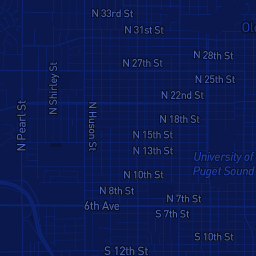 N 33rd St
N 31st St
Ol
N 28th St
N 27th St
N 25th St
N Shirley St
N 22nd St
N Pearl St
N Huson St
N 18th St
N 15th St
N 13th St
University of
Puget Sound
N 10th St
N 8th St
N 7th St
6th Ave
S 7th St
S 10th St
S 12th St